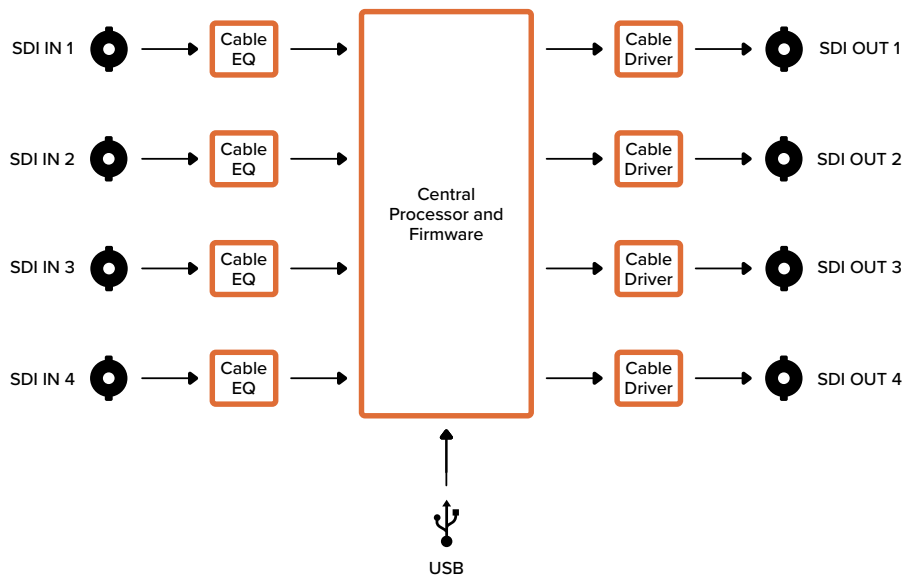 SDI IN 1
Cable
EQ
Cable
Driver
SDI OUT 1
SDI IN 2
Cable
EQ
Cable
Driver
SDI OUT 2
Central
Processor and
Firmware
SDI IN 3
Cable
EQ
Cable
Driver
SDI OUT 3
SDI IN 4
Cable
EQ
Cable
Driver
SDI OUT 4
USB